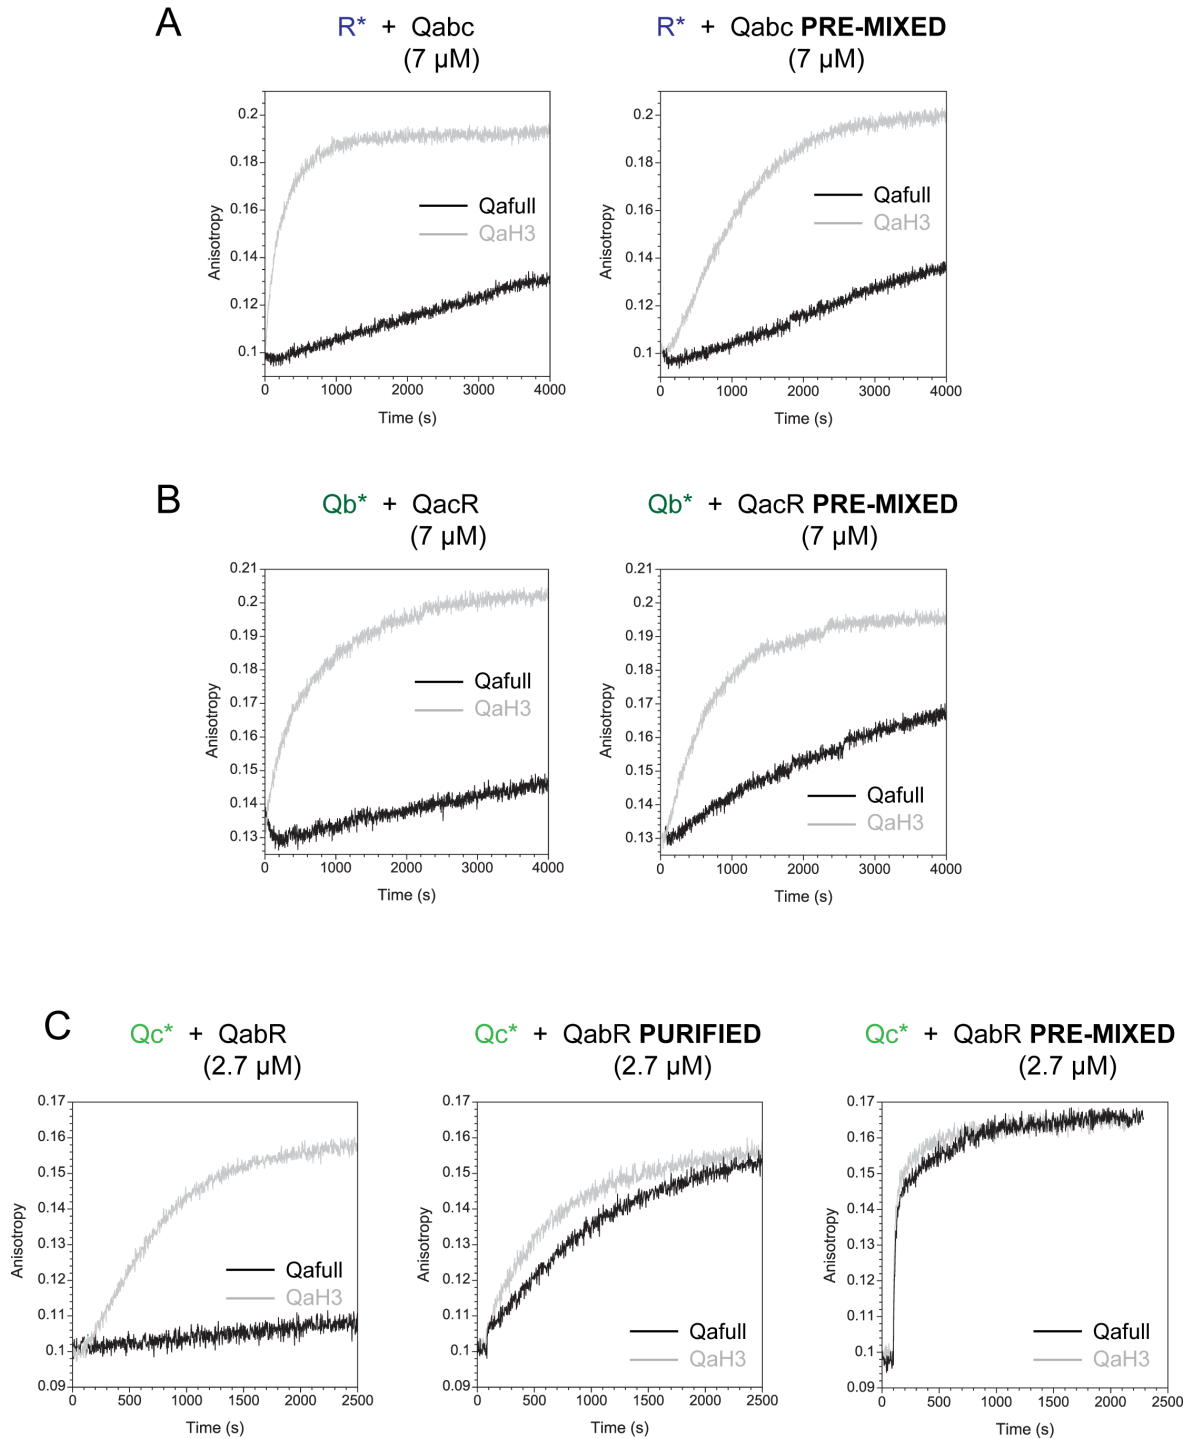 A
R* + Qabc
(7 µM)
R* + Qabc PRE-MIXED
(7 µM)
0.2
0.18
0.16
0.14
0.12
0.1
Anisotropy
Qafull
QaH3
0 1000 2000 3000 4000
Time (s)
0.2
0.18
0.16
0.14
0.12
0.1
Anisotropy
Qafull
QaH3
0 1000 2000 3000 4000
Time (s)
B
Qb* + QacR
(7 µM)
Qb* + QacR PRE-MIXED
(7 µM)
0.21
0.2
0.19
0.18
0.17
0.16
0.15
0.14
0.13
Anisotropy
Qafull
QaH3
0 1000 2000 3000 4000
Time (s)
0.21
0.2
0.19
0.18
0.17
0.16
0.15
0.14
0.13
Anisotropy
Qafull
QaH3
0 1000 2000 3000 4000
Time (s)
C
Qc* + QabR
(2.7 µM)
Qc* + QabR PURIFIED
(2.7 µM)
Qc* + QabR PRE-MIXED
(2.7 µM)
0.17
0.16
0.15
0.14
0.13
0.12
0.11
0.1
0.09
Anisotropy
Qafull
QaH3
0 500 1000 1500 2000 2500
Time (s)
0.17
0.16
0.15
0.14
0.13
0.12
0.11
0.1
0.09
Anisotropy
Qafull
QaH3
0 500 1000 1500 2000 2500
Time (s)
0.17
0.16
0.15
0.14
0.13
0.12
0.11
0.1
0.09
Anisotropy
Qafull
QaH3
0 500 1000 1500 2000 2500
Time (s)